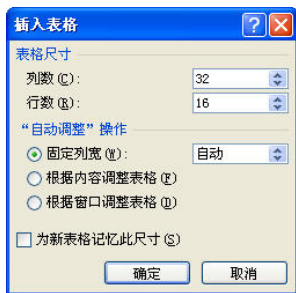 插入表格
表格尺寸
列数(C): 32
行数(R): 16
“自动调整”操作
固定列宽(W): 自动
根据内容调整表格(F)
根据窗口调整表格(D)
为新表格记忆此尺寸(S)
确定 取消